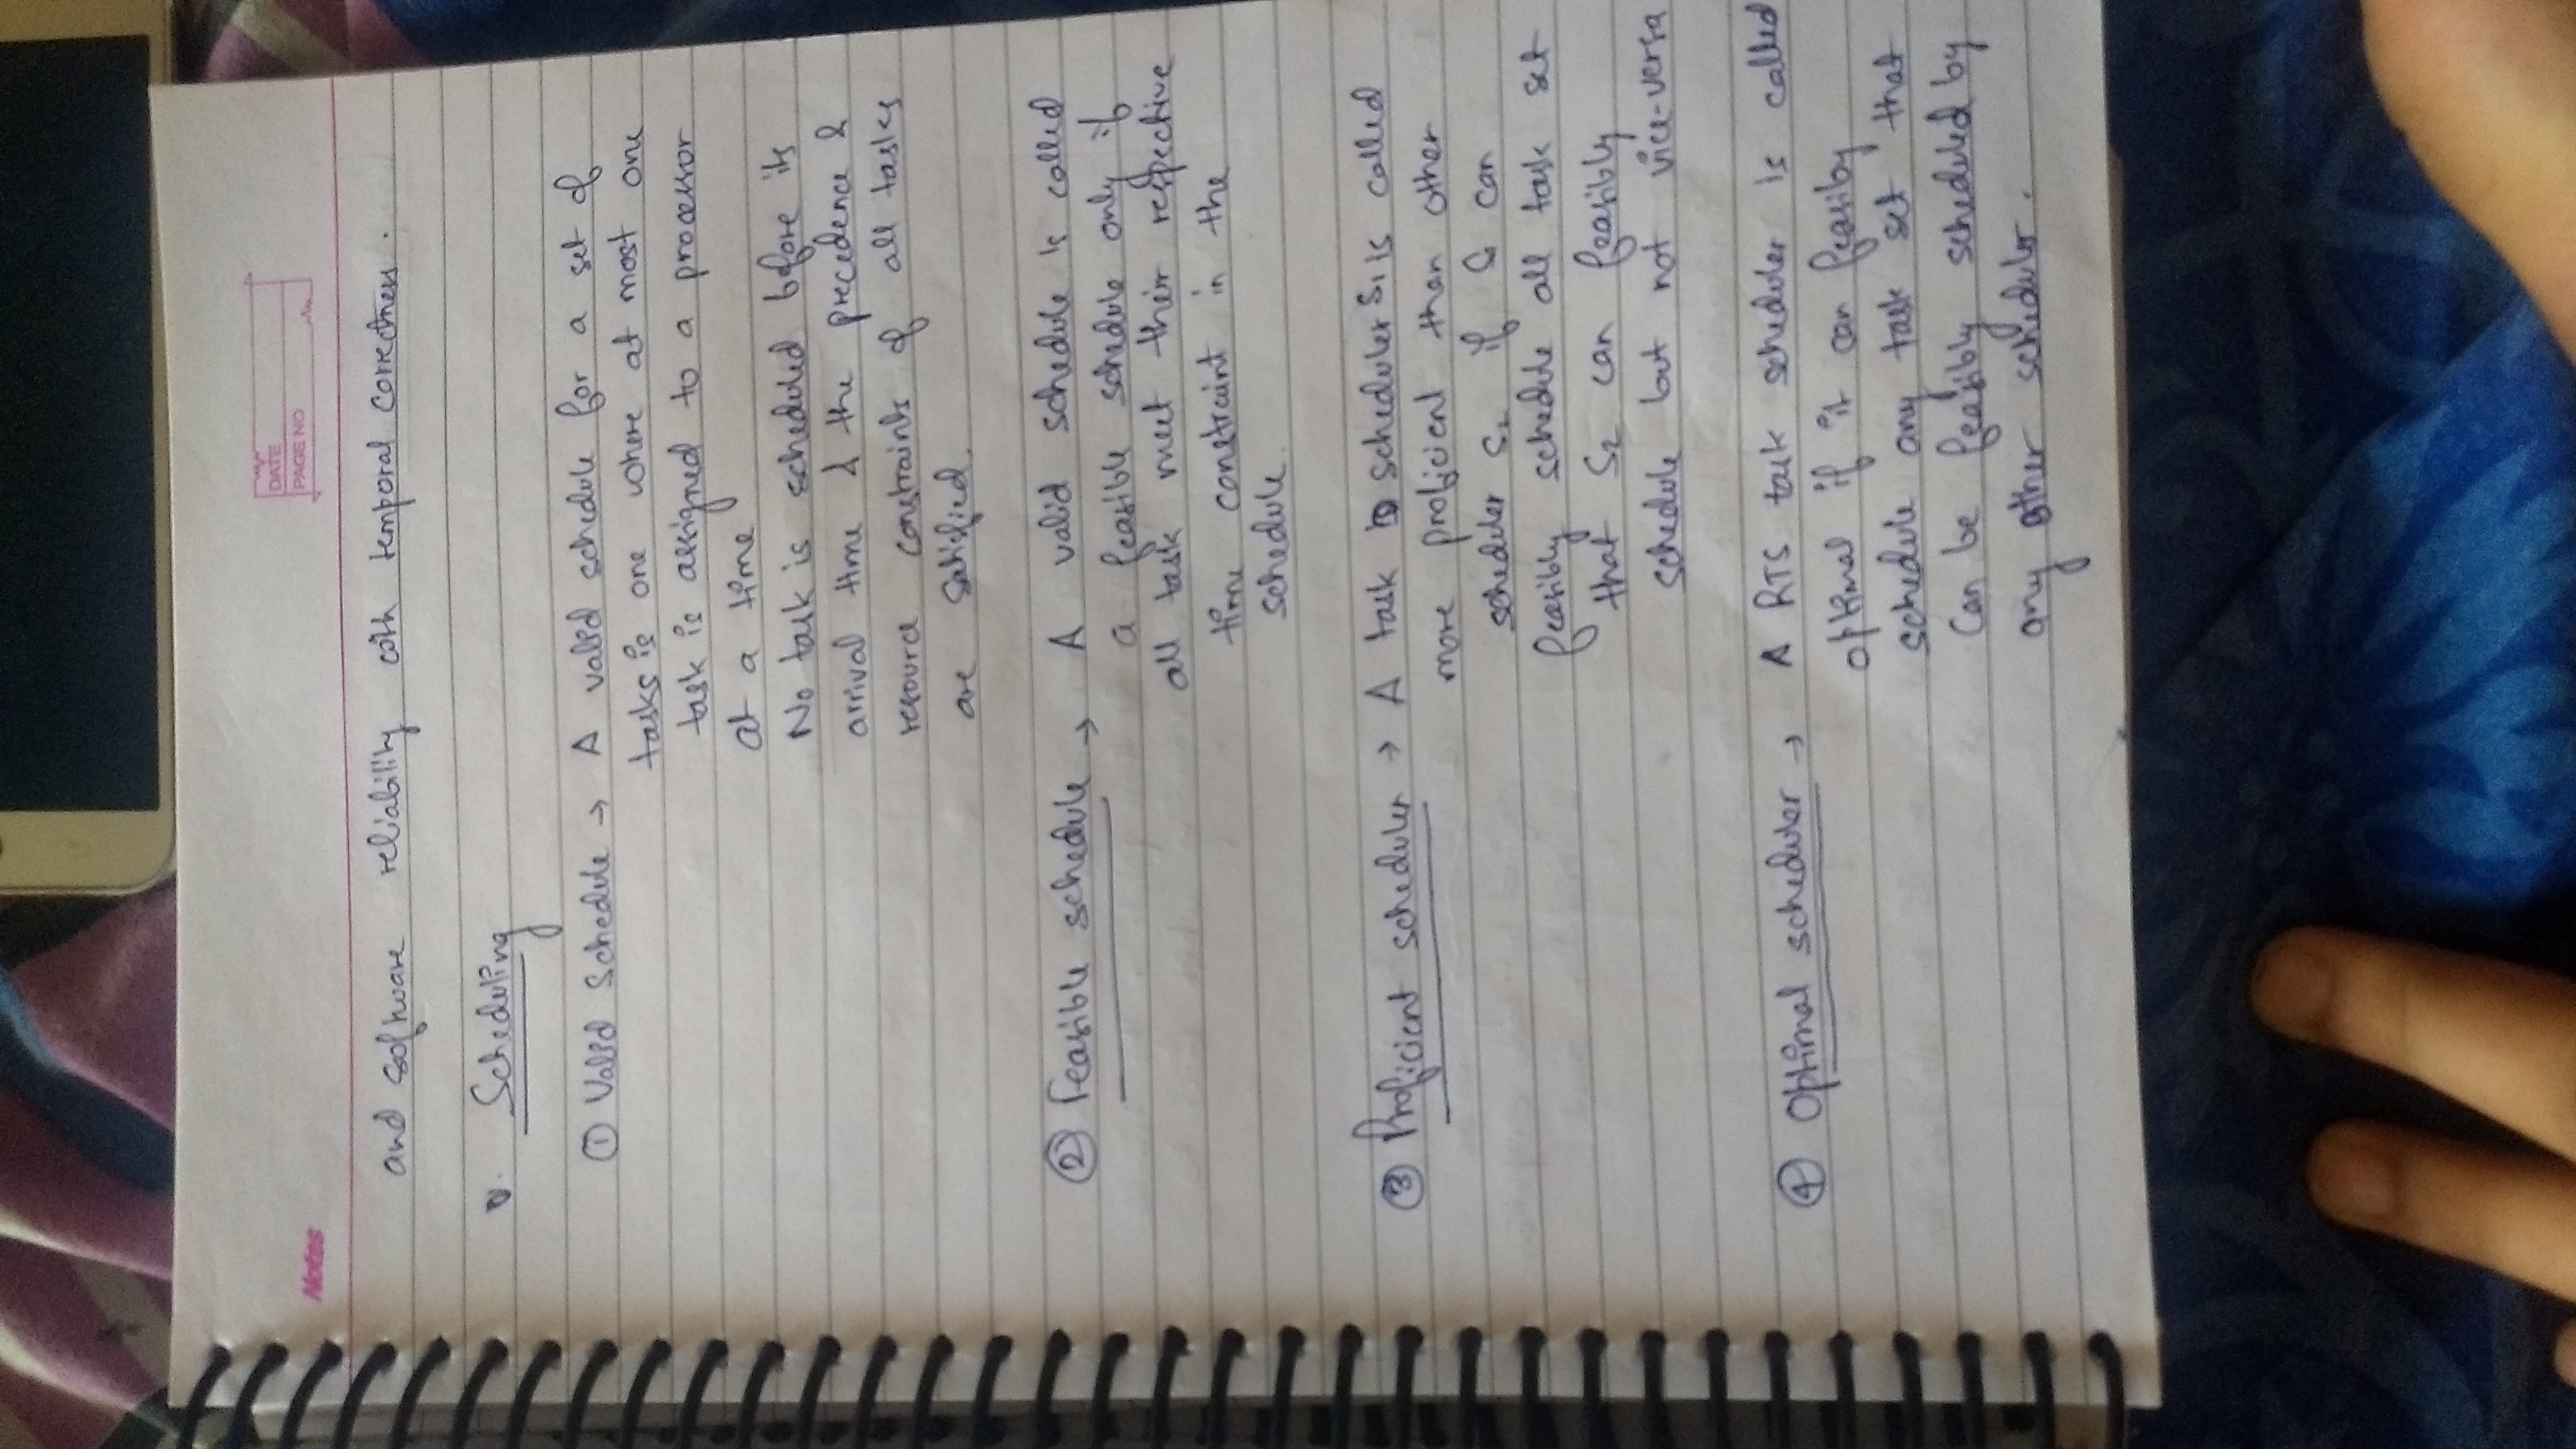 Notes
DATE
PAGE NO
and software reliability with temporal correctness.
Scheduling
① Valid Schedule → A valid schedule for a set of
tasks is one where at most one
task is assigned to a processor
at a time
No task is scheduled before its
arrival time & the precedence &
resource constraints of all tasks
are satisfied.
② Feasible schedule → A valid schedule is called
a feasible schedule only if
all task meet their respective
time constraint in the
schedule.
③ Proficient scheduler → A task scheduler S₁ is called
more proficient than other
scheduler S₂ if S₁ can
feasibly schedule all task set
that S₂ can feasibly
schedule but not vice-versa
④ Optimal scheduler → A RTS task scheduler is called
optimal if it can feasiby
schedule any task set that
can be feasibly scheduled by
any other scheduler.